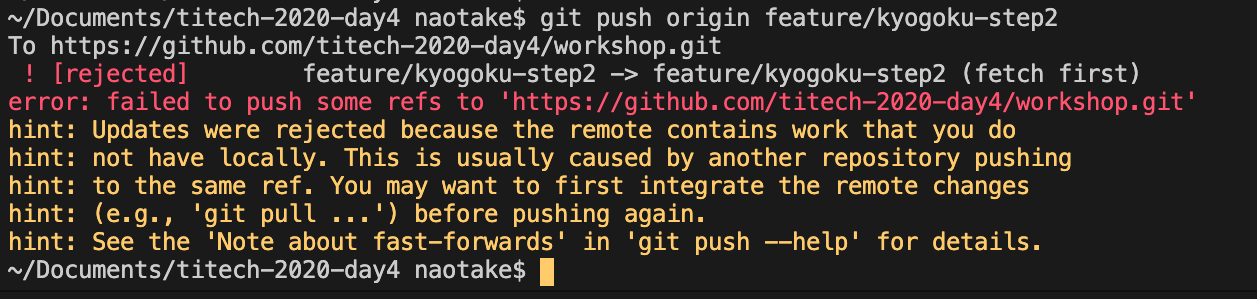 ~/Documents/titech-2020-day4 naotake$ git push origin feature/kyogoku-step2
To https://github.com/titech-2020-day4/workshop.git
 ! [rejected]        feature/kyogoku-step2 -> feature/kyogoku-step2 (fetch first)
error: failed to push some refs to 'https://github.com/titech-2020-day4/workshop.git'
hint: Updates were rejected because the remote contains work that you do
hint: not have locally. This is usually caused by another repository pushing
hint: to the same ref. You may want to first integrate the remote changes
hint: (e.g., 'git pull ...') before pushing again.
hint: See the 'Note about fast-forwards' in 'git push --help' for details.
~/Documents/titech-2020-day4 naotake$